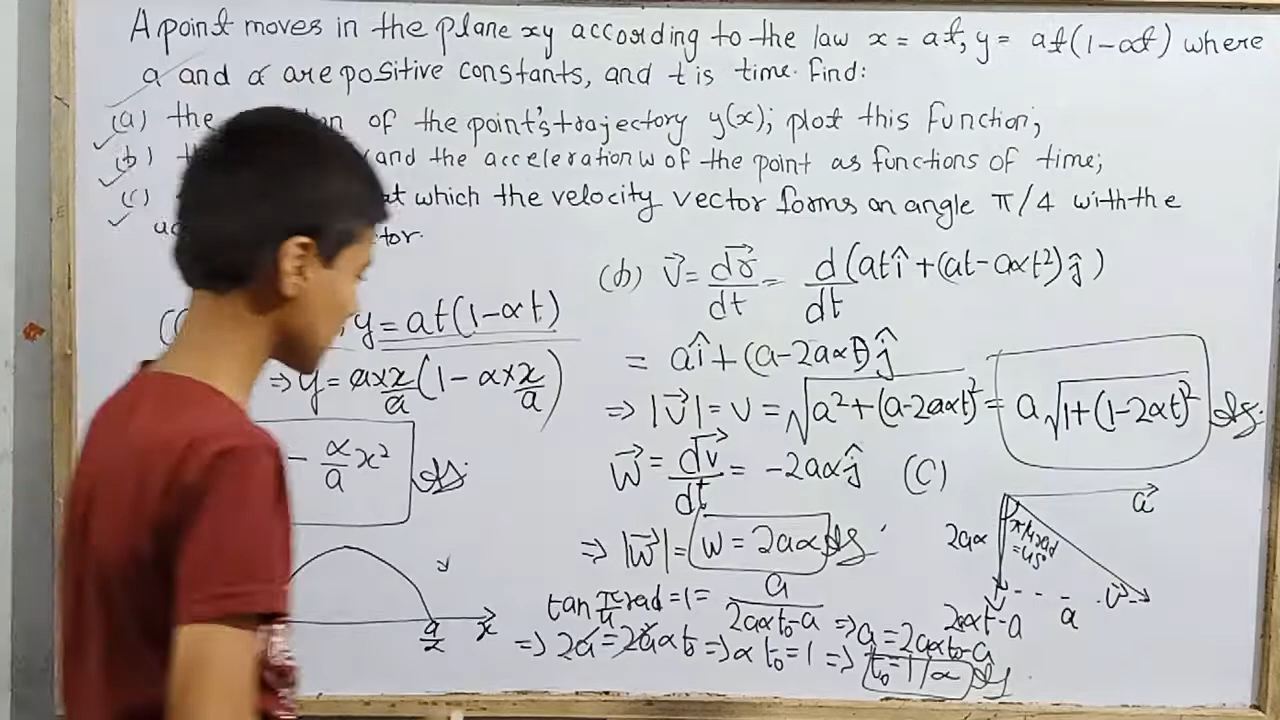 A point moves in the plane xy according to the law x = at, y = at(1-αt) where
a and α are positive constants, and t is time. Find:
(a) the of the point's trajectory y(x); plot this function;
(b) and the acceleration w of the point as functions of time;
(c) at which the velocity vector forms an angle π/4 with the
(b) v⃗ = dr⃗/dt = d/dt (atî + (at-aαt²)ĵ)
y = at(1-αt)
= aî + (a-2aαt)ĵ
⇒ y = a×x/a (1 - α×x/a)
⇒ |v⃗| = v = √a²+(a-2aαt)² = a√1+(1-2αt)² Ans.
- α/a x² Ans
w⃗ = dv⃗/dt = -2aαĵ
⇒ |w⃗| = w = 2aα Ans
(C)
a⃗
2aα
π/4 rad
=45°
v⃗
a
2aαt-a
a/α x
tan π/4 rad = 1 = a/2aαt₀-a ⇒ a = 2aαt₀-a
⇒ 2a = 2aαt₀ ⇒ αt₀ = 1 ⇒ t₀ = 1/α Ans